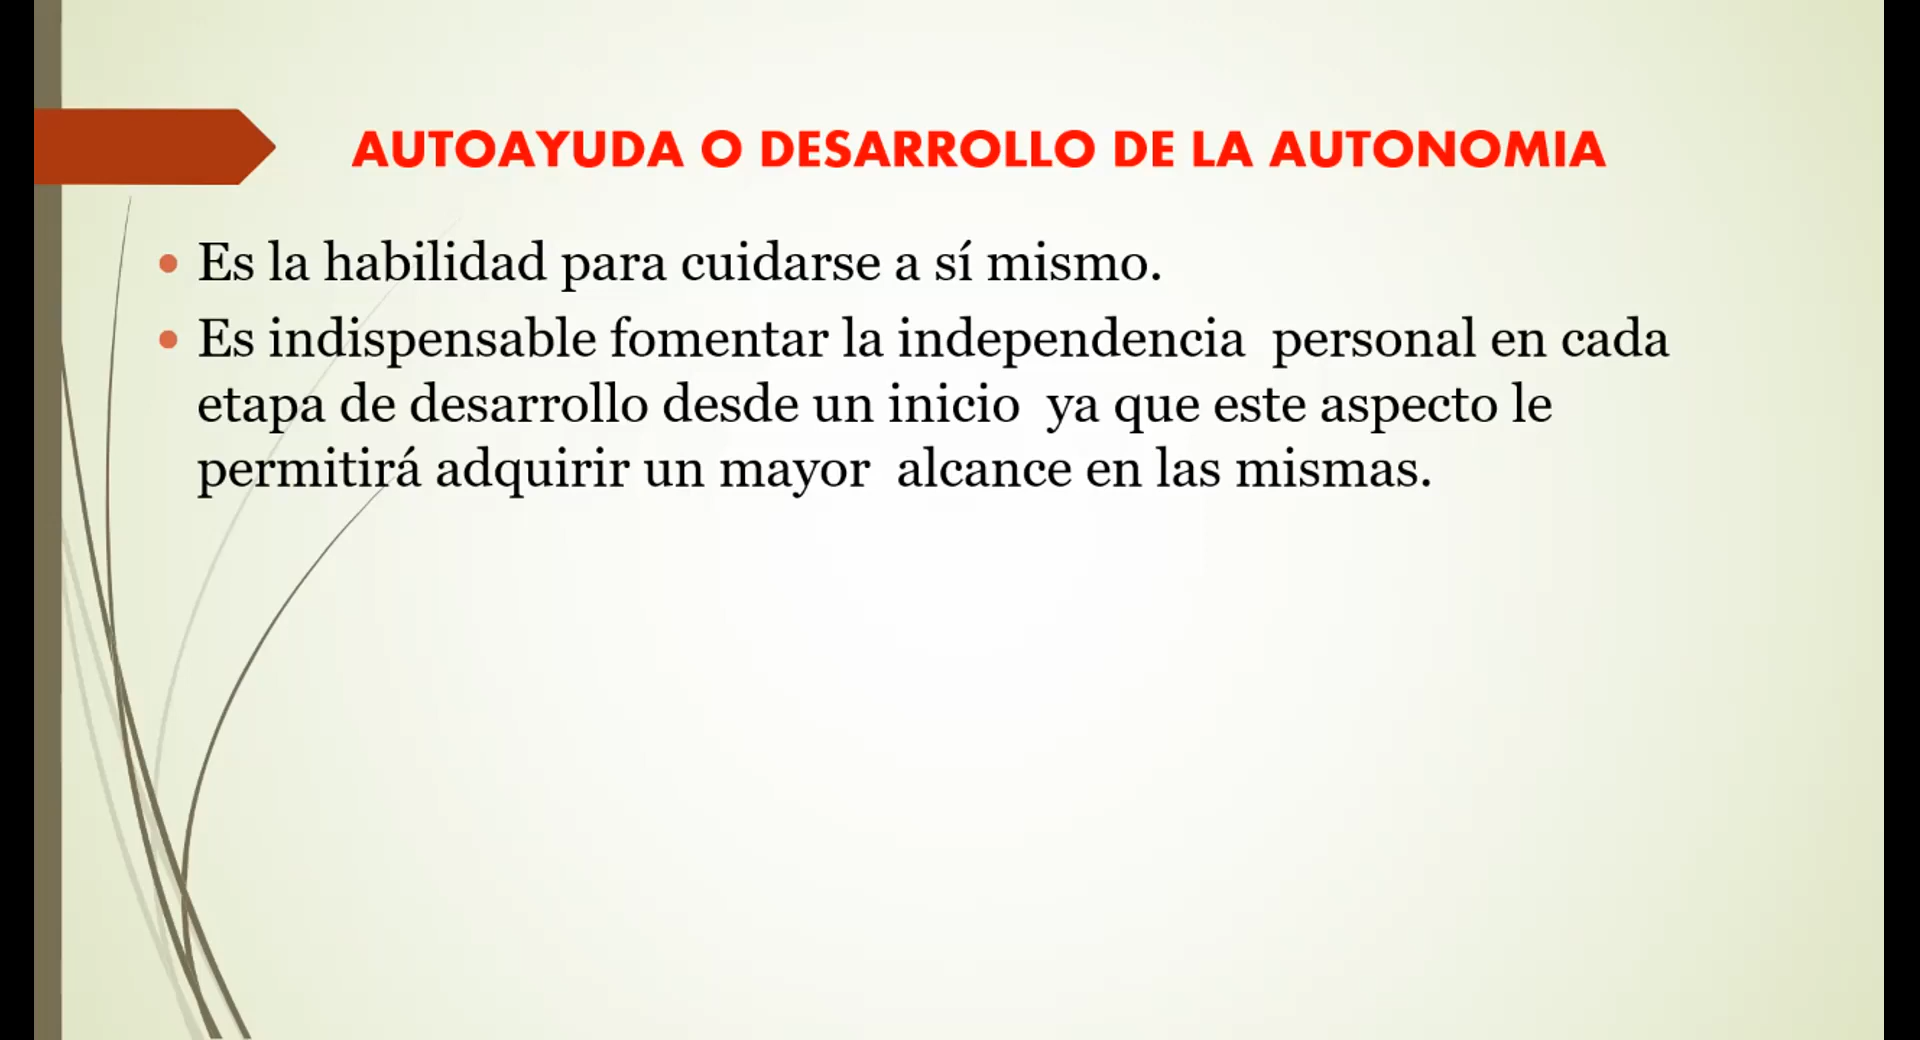 AUTOAYUDA O DESARROLLO DE LA AUTONOMIA
• Es la habilidad para cuidarse a sí mismo.
• Es indispensable fomentar la independencia  personal en cada
etapa de desarrollo desde un inicio  ya que este aspecto le
permitirá adquirir un mayor  alcance en las mismas.